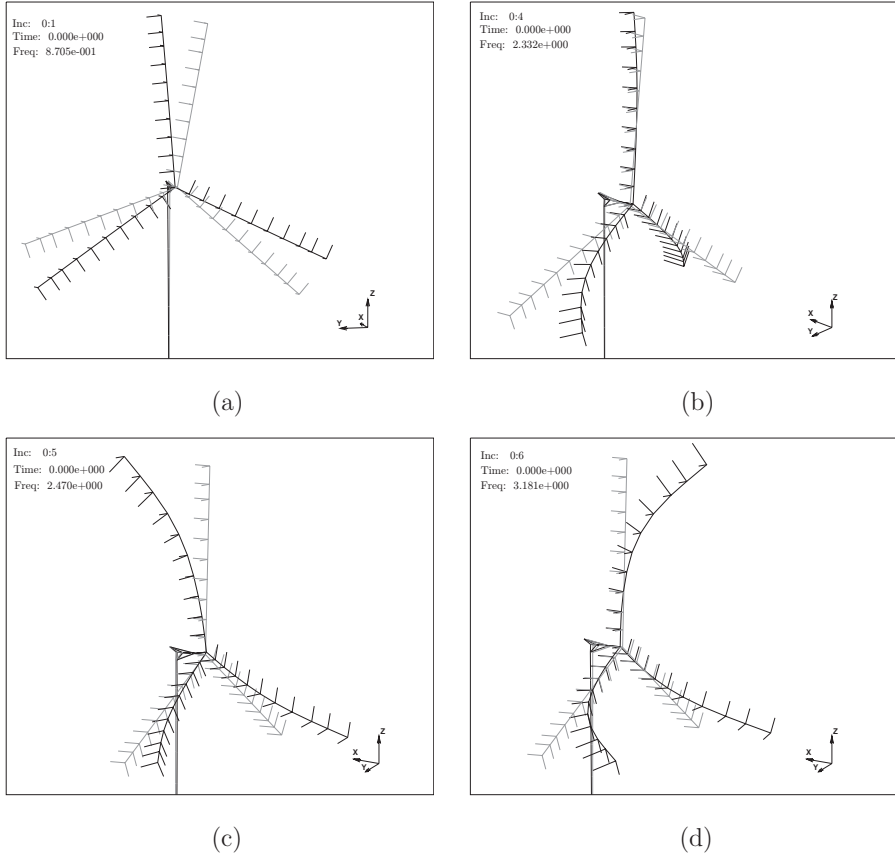 Inc: 0:1
Time: 0.000e+000
Freq: 8.705e-001
Z
X
Y
(a)
Inc: 0:4
Time: 0.000e+000
Freq: 2.332e+000
Z
X
Y
(b)
Inc: 0:5
Time: 0.000e+000
Freq: 2.470e+000
Z
X
Y
(c)
Inc: 0:6
Time: 0.000e+000
Freq: 3.181e+000
Z
X
Y
(d)